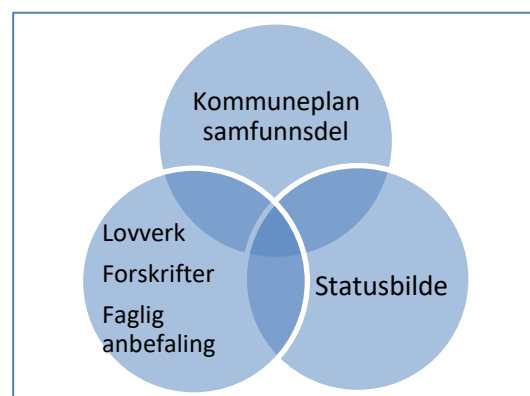 Kommuneplan
samfunnsdel
Lovverk
Forskrifter
Faglig
anbefaling
Statusbilde